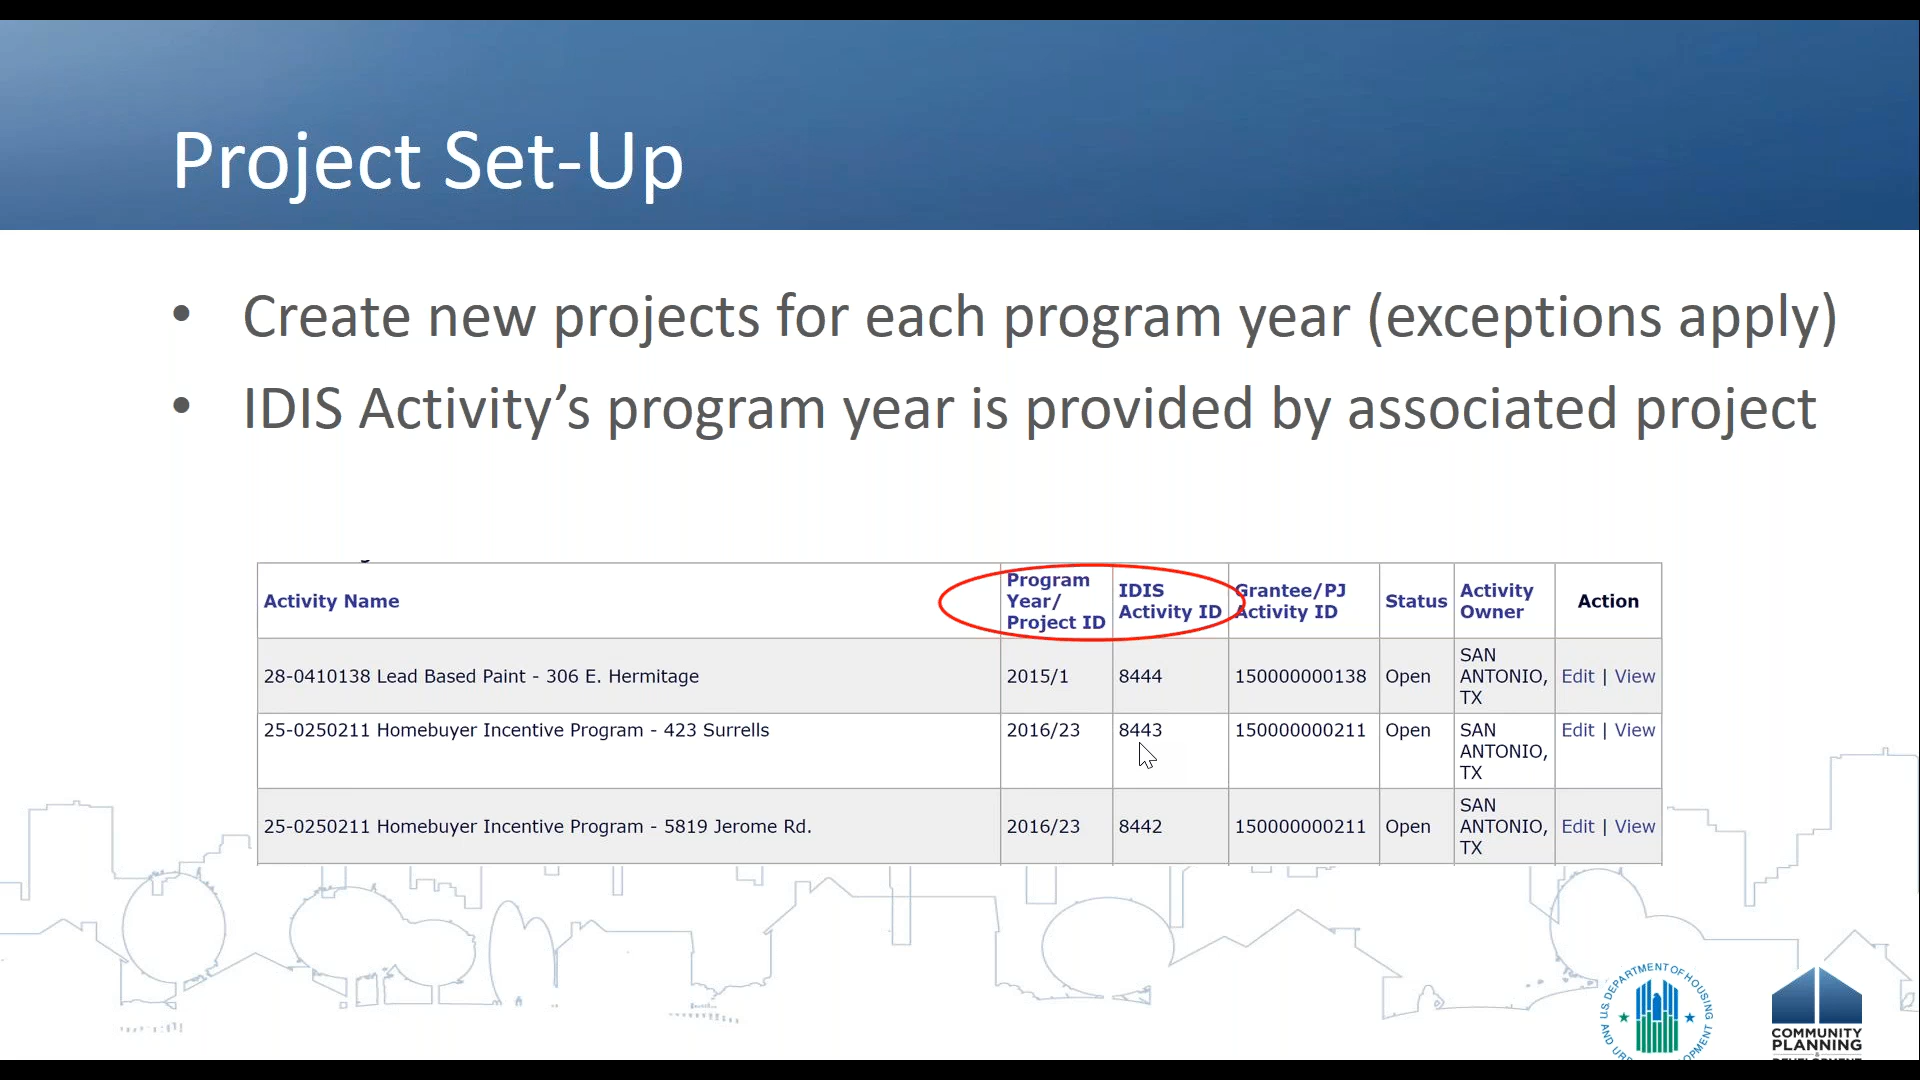 Project Set-Up
• Create new projects for each program year (exceptions apply)
• IDIS Activity’s program year is provided by associated project
Activity Name
Program
Year/
Project ID
IDIS
Activity ID
Grantee/PJ
Activity ID
Status
Activity
Owner
Action
28-0410138 Lead Based Paint - 306 E. Hermitage
2015/1
8444
150000000138
Open
SAN
ANTONIO,
TX
Edit | View
25-0250211 Homebuyer Incentive Program - 423 Surrells
2016/23
8443
150000000211
Open
SAN
ANTONIO,
TX
Edit | View
25-0250211 Homebuyer Incentive Program - 5819 Jerome Rd.
2016/23
8442
150000000211
Open
SAN
ANTONIO,
TX
Edit | View
U.S. DEPARTMENT OF HOUSING
COMMUNITY
PLANNING